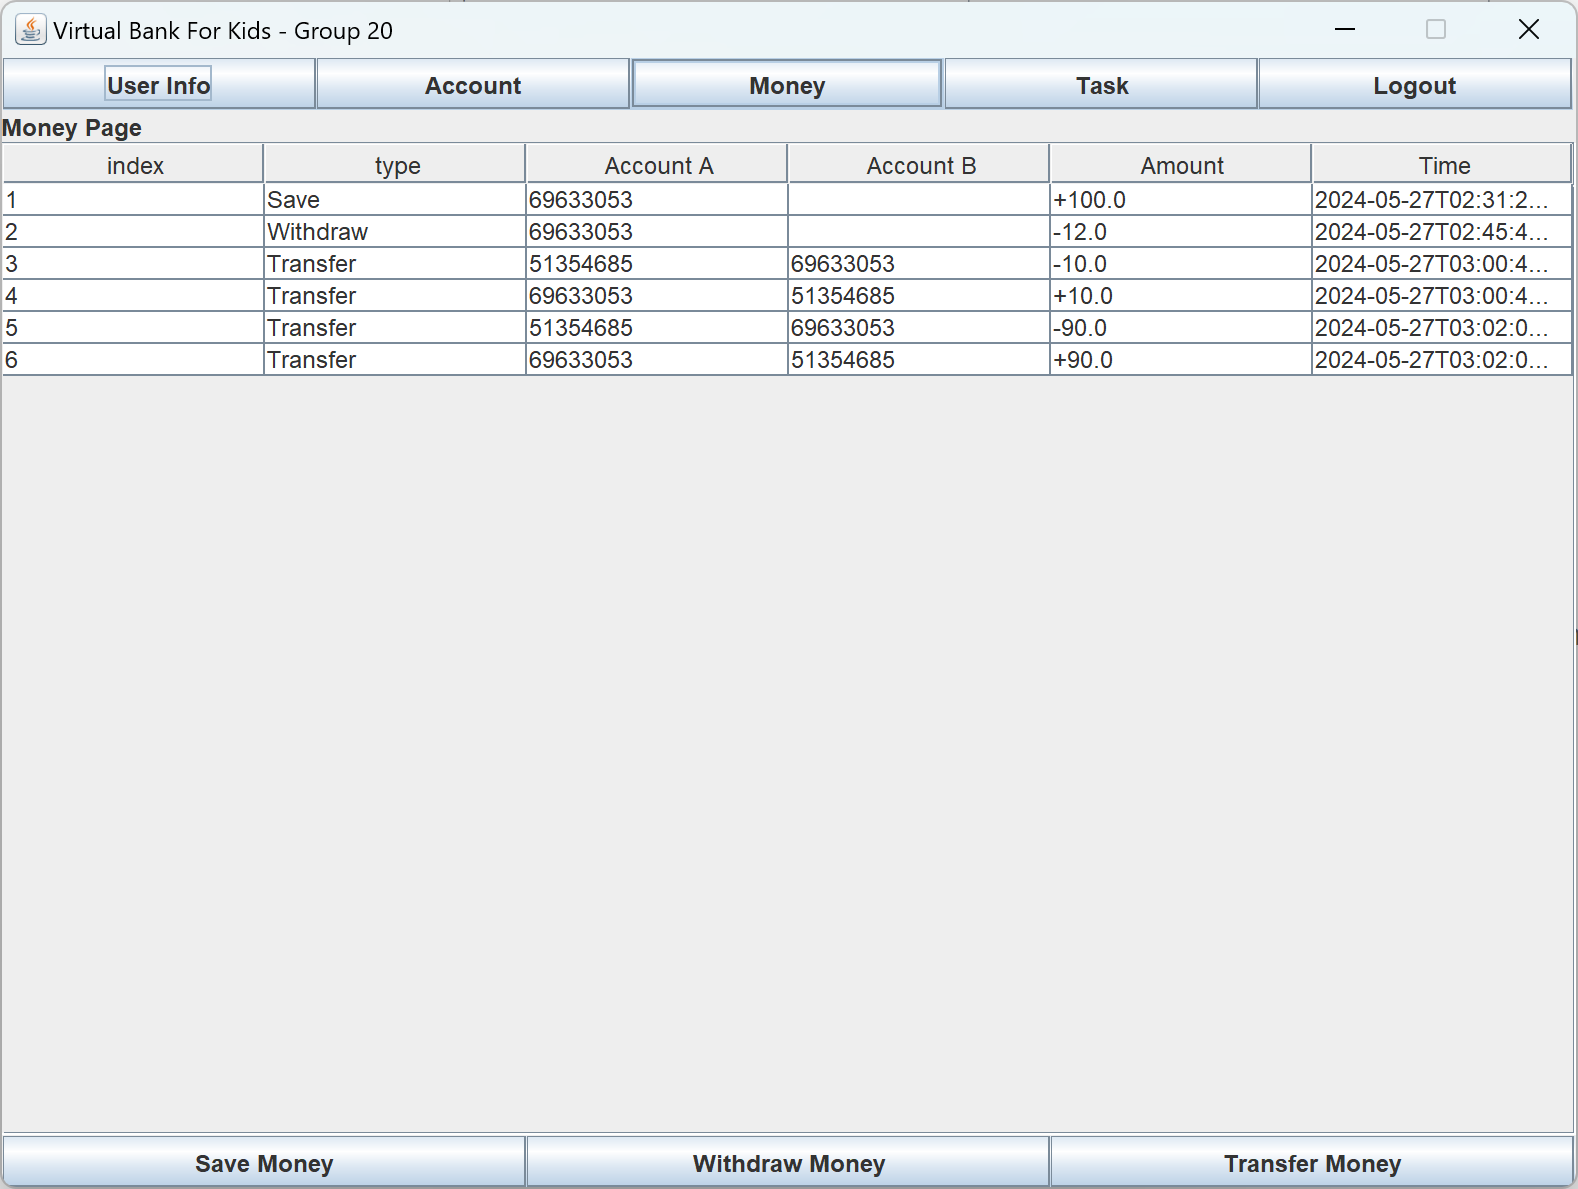 Virtual Bank For Kids - Group 20
User Info Account Money Task Logout
Money Page
index type Account A Account B Amount Time
1 Save 69633053 +100.0 2024-05-27T02:31:2...
2 Withdraw 69633053 -12.0 2024-05-27T02:45:4...
3 Transfer 51354685 69633053 -10.0 2024-05-27T03:00:4...
4 Transfer 69633053 51354685 +10.0 2024-05-27T03:00:4...
5 Transfer 51354685 69633053 -90.0 2024-05-27T03:02:0...
6 Transfer 69633053 51354685 +90.0 2024-05-27T03:02:0...
Save Money Withdraw Money Transfer Money